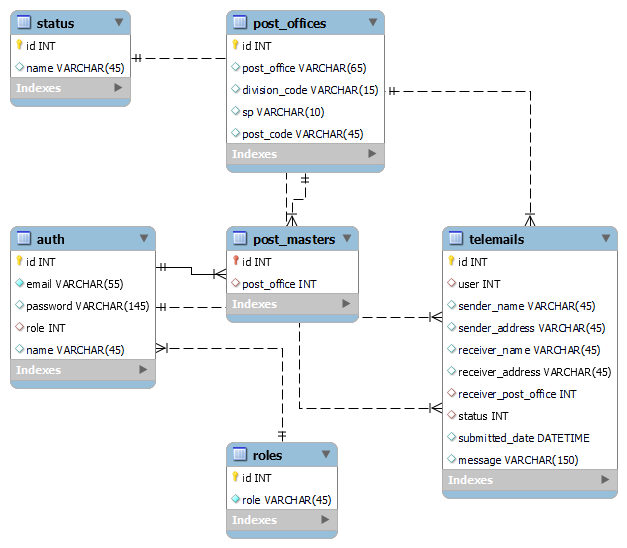 status
id INT
name VARCHAR(45)
Indexes
post_offices
id INT
post_office VARCHAR(65)
division_code VARCHAR(15)
sp VARCHAR(10)
post_code VARCHAR(45)
Indexes
auth
id INT
email VARCHAR(55)
password VARCHAR(145)
role INT
name VARCHAR(45)
Indexes
post_masters
id INT
post_office INT
Indexes
telemails
id INT
user INT
sender_name VARCHAR(45)
sender_address VARCHAR(45)
receiver_name VARCHAR(45)
receiver_address VARCHAR(45)
receiver_post_office INT
status INT
submitted_date DATETIME
message VARCHAR(150)
Indexes
roles
id INT
role VARCHAR(45)
Indexes